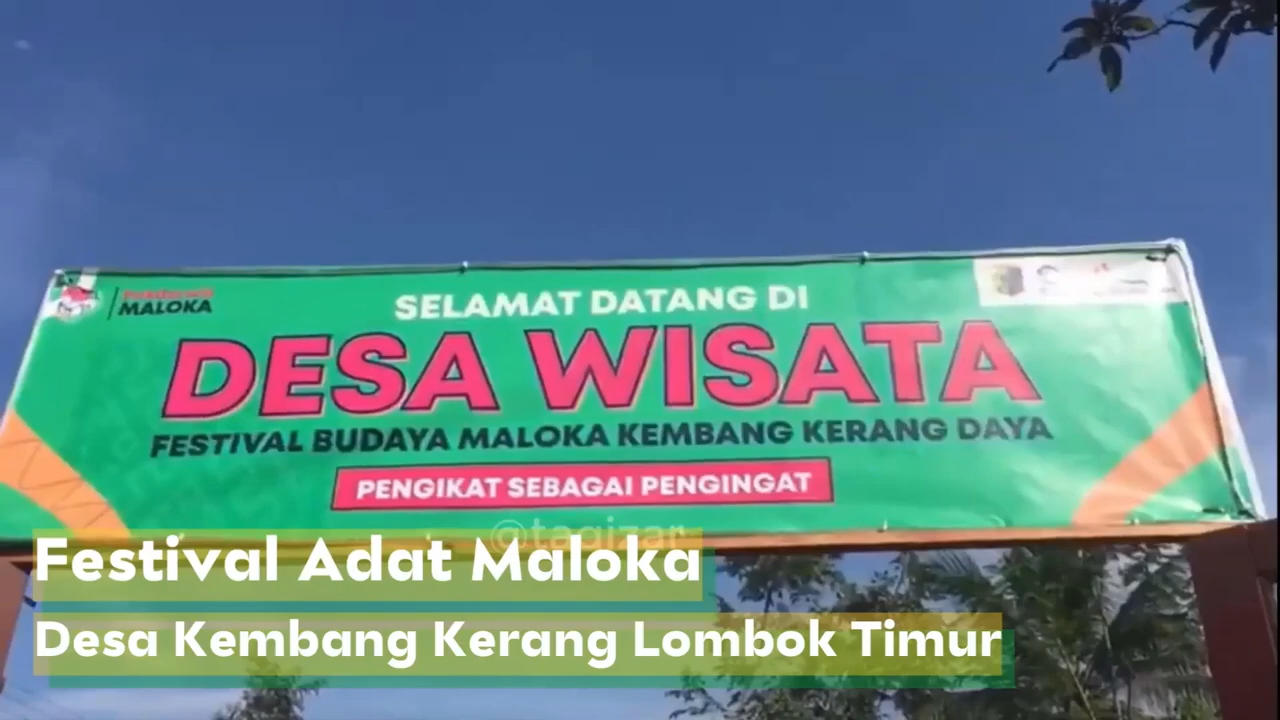 SELAMAT DATANG DI
MALOKA
DESA WISATA
FESTIVAL BUDAYA MALOKA KEMBANG KERANG DAYA
PENGIKAT SEBAGAI PENGINGAT
@taqizar
Festival Adat Maloka
Desa Kembang Kerang Lombok Timur